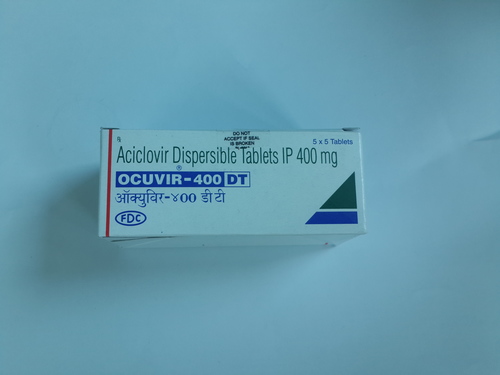 Rx
DO NOT
ACCEPT IF SEAL
IS BROKEN
5 x 5 Tablets
Aciclovir Dispersible Tablets IP 400 mg
OCUVIR®-400 DT
ऑक्युविर-४०० डी टी
FDC